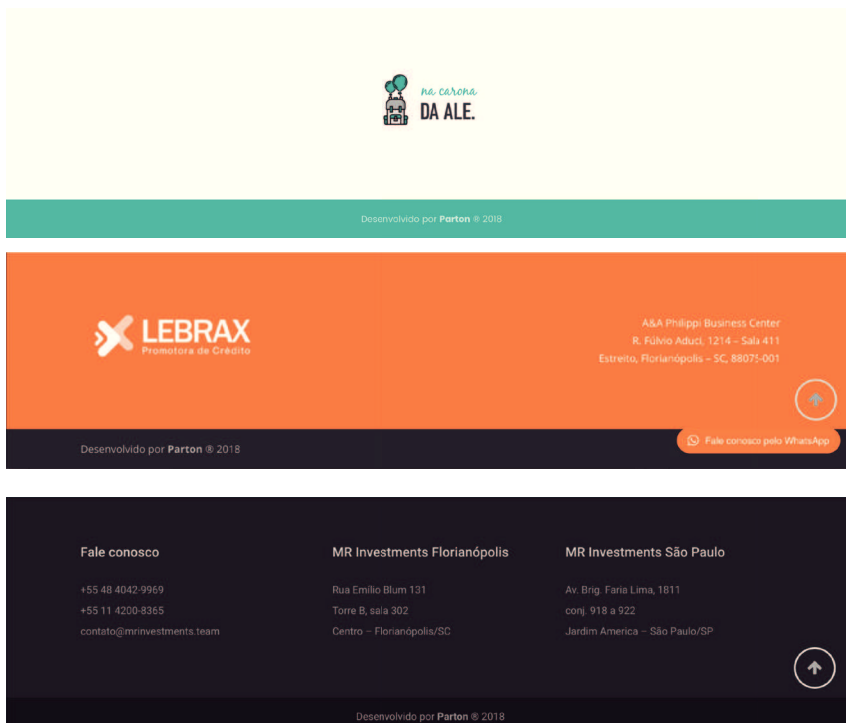 na carona
DA ALE.
Desenvolvido por Parton ® 2018
LEBRAX
Promotora de Crédito
A&A Philippi Business Center
R. Fúlvio Aduci, 1214 – Sala 411
Estreito, Florianópolis – SC, 88075-001
Fale conosco pelo WhatsApp
Desenvolvido por Parton ® 2018
Fale conosco
+55 48 4042-9969
+55 11 4200-8365
contato@mrinvestments.team
MR Investments Florianópolis
Rua Emílio Blum 131
Torre B, sala 302
Centro – Florianópolis/SC
MR Investments São Paulo
Av. Brig. Faria Lima, 1811
conj. 918 a 922
Jardim America – São Paulo/SP
Desenvolvido por Parton ® 2018